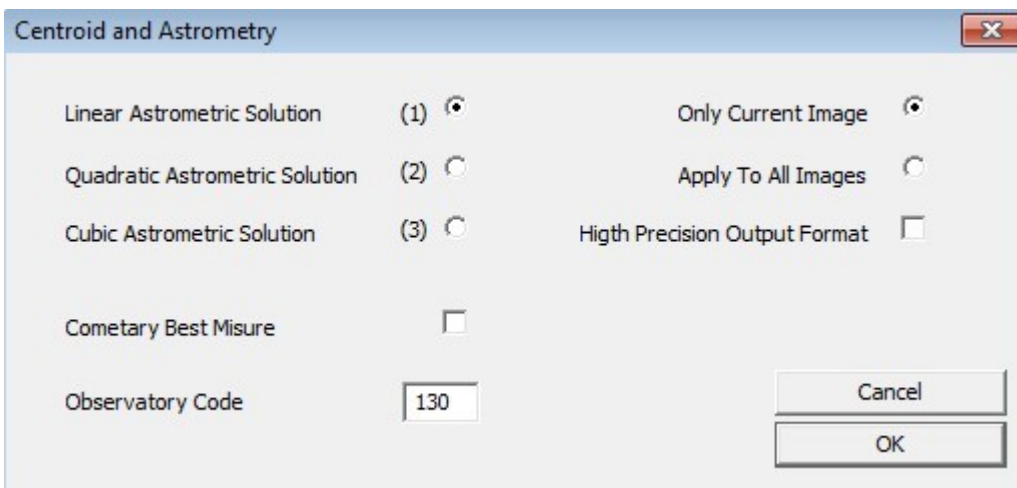 Centroid and Astrometry
Linear Astrometric Solution (1) Only Current Image
Quadratic Astrometric Solution (2) Apply To All Images
Cubic Astrometric Solution (3) Higth Precision Output Format
Cometary Best Misure
Observatory Code 130
Cancel
OK